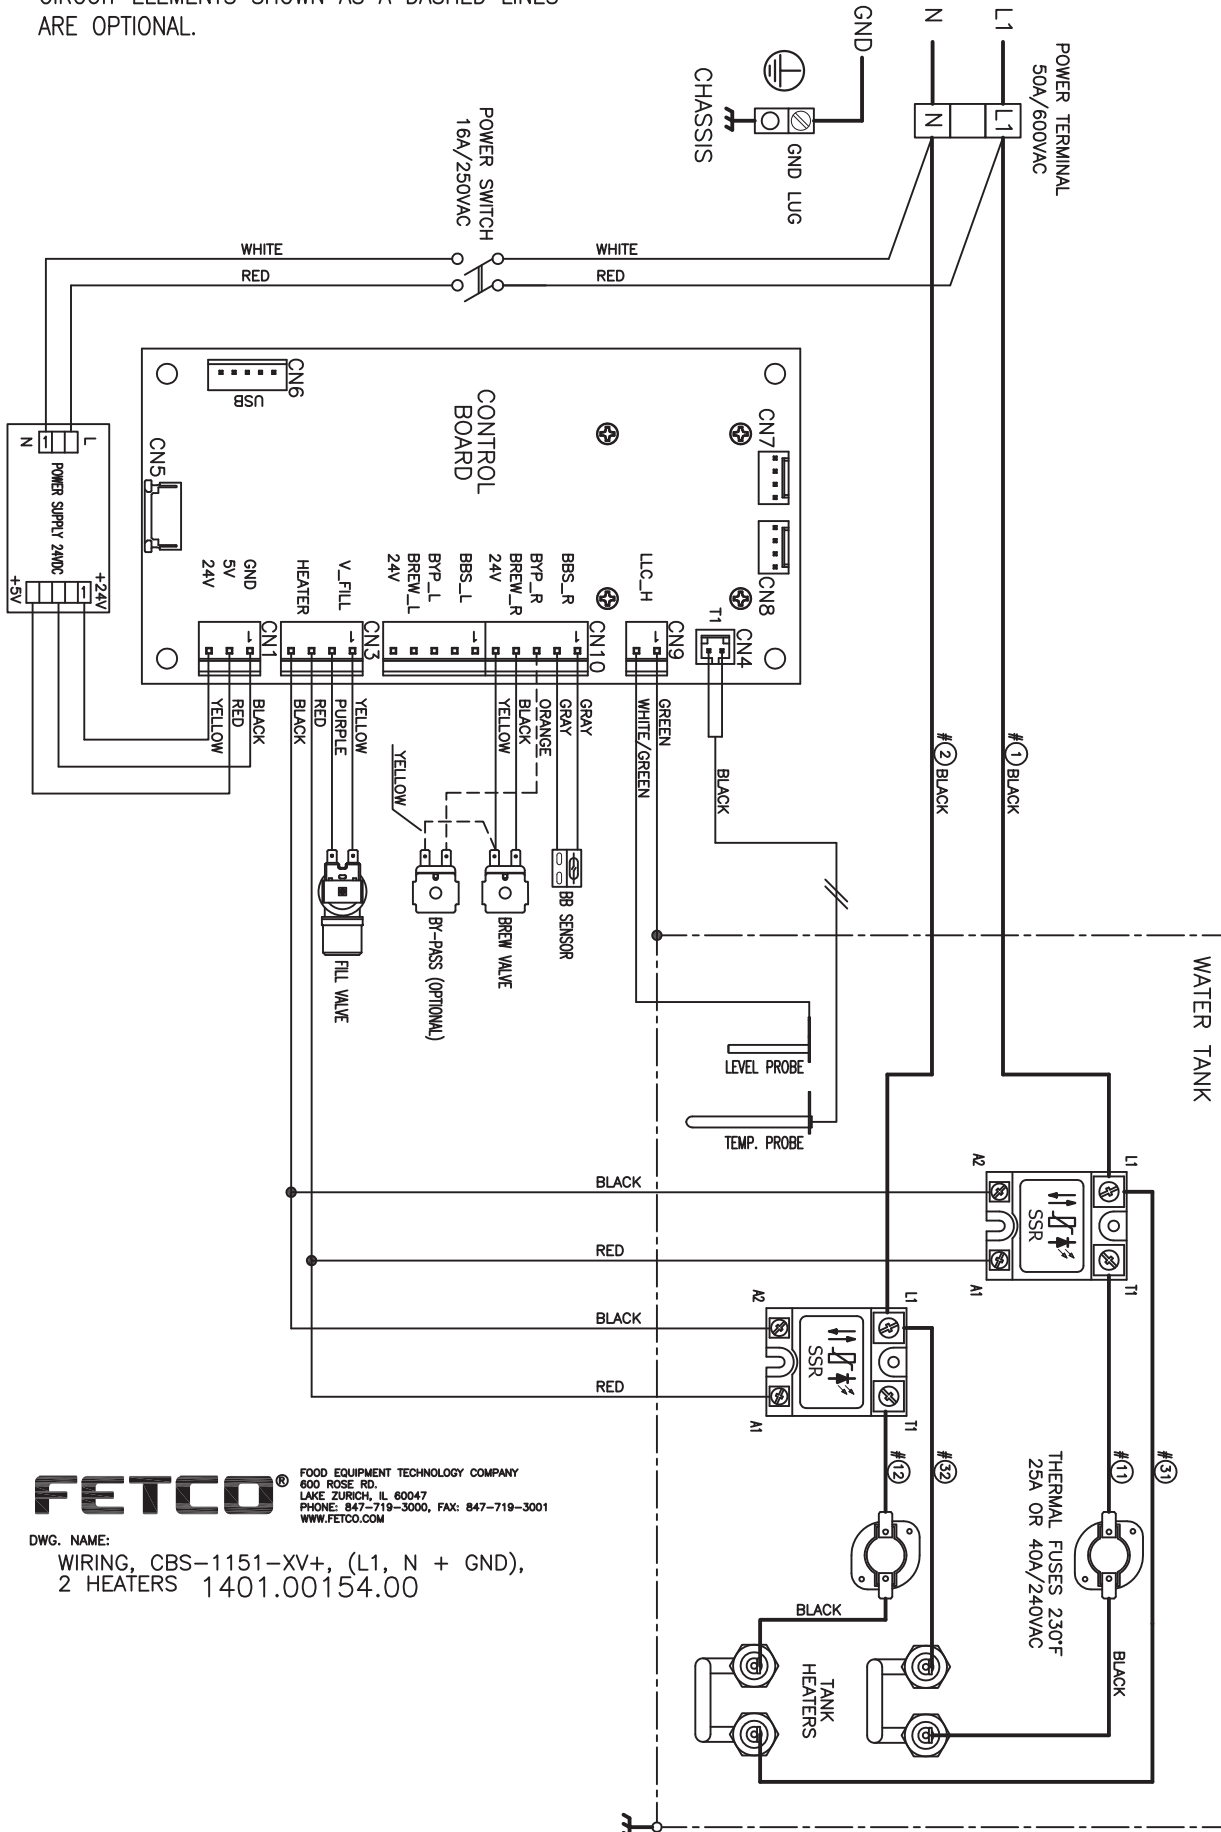 CIRCUIT ELEMENTS SHOWN AS A DASHED LINES
ARE OPTIONAL.
GND
N
L1
POWER TERMINAL
50A/600VAC
N
L1
CHASSIS
GND LUG
POWER SWITCH
16A/250VAC
WHITE
WHITE
RED
RED
CN6
USB
CONTROL
BOARD
CN7
CN8
CN5
L
N
1
POWER SUPPLY 24VDC
+24V
1
+5V
GND
5V
24V
CN1
1
V_FILL
HEATER
CN3
1
BBS_L
BYP_L
BREW_L
24V
1
BBS_R
BYP_R
BREW_R
24V
CN10
1
LLC_H
CN9
1
T1
CN4
BLACK
RED
YELLOW
YELLOW
PURPLE
RED
BLACK
GRAY
GRAY
ORANGE
BLACK
YELLOW
YELLOW
GREEN
WHITE/GREEN
BLACK
#2 BLACK
#1 BLACK
FILL VALVE
BY-PASS (OPTIONAL)
BREW VALVE
BB SENSOR
WATER TANK
LEVEL PROBE
TEMP. PROBE
BLACK
RED
BLACK
RED
A2
L1
SSR
A1
T1
A2
L1
SSR
A1
T1
#12
#32
#11
#31
THERMAL FUSES 230°F
25A OR 40A/240VAC
BLACK
BLACK
TANK
HEATERS
FETCO®
FOOD EQUIPMENT TECHNOLOGY COMPANY
600 ROSE RD.
LAKE ZURICH, IL 60047
PHONE: 847-719-3000, FAX: 847-719-3001
WWW.FETCO.COM
DWG. NAME:
WIRING, CBS-1151-XV+, (L1, N + GND),
2 HEATERS 1401.00154.00